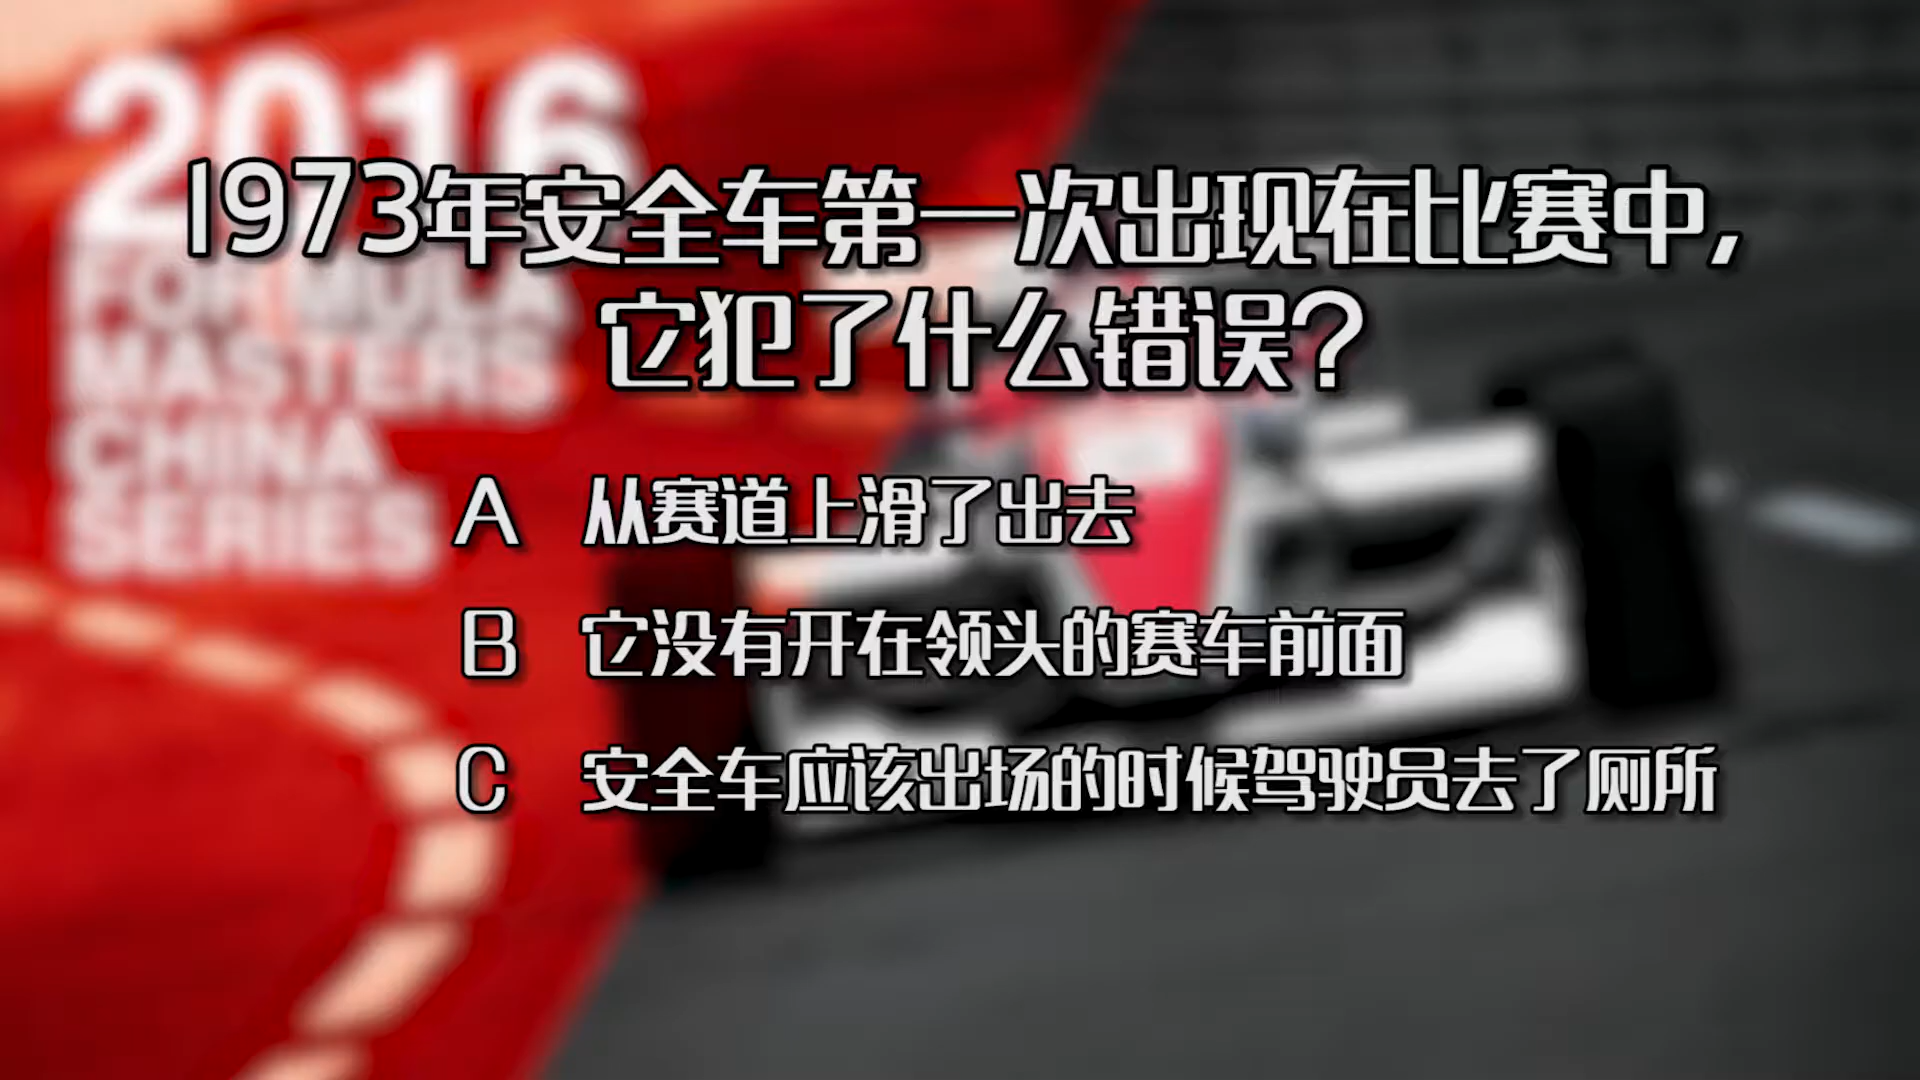 2016
FORMULA
MASTERS
CHINA
SERIES
1973年安全车第一次出现在比赛中,
它犯了什么错误?
A 从赛道上滑了出去
B 它没有开在领头的赛车前面
C 安全车应该出场的时候驾驶员去了厕所